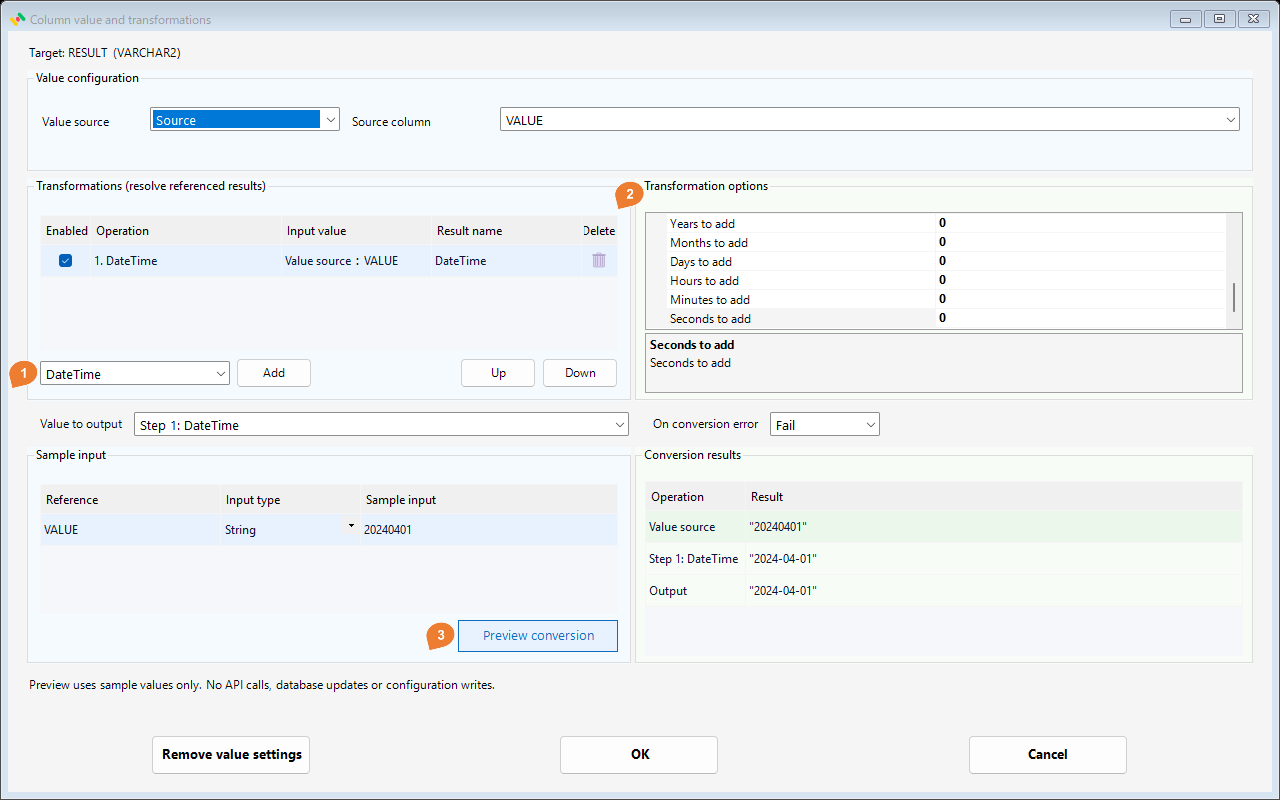 Column value and transformations
Target: RESULT (VARCHAR2)
Value configuration
Value source
Source
Source column
VALUE
Transformations (resolve referenced results)
Enabled Operation Input value Result name Delete
1. DateTime Value source : VALUE DateTime
1
DateTime
Add
Up
Down
2
Transformation options
Years to add 0
Months to add 0
Days to add 0
Hours to add 0
Minutes to add 0
Seconds to add 0
Seconds to add
Seconds to add
Value to output
Step 1: DateTime
On conversion error
Fail
Sample input
Reference Input type Sample input
VALUE String 20240401
3
Preview conversion
Conversion results
Operation Result
Value source "20240401"
Step 1: DateTime "2024-04-01"
Output "2024-04-01"
Preview uses sample values only. No API calls, database updates or configuration writes.
Remove value settings
OK
Cancel